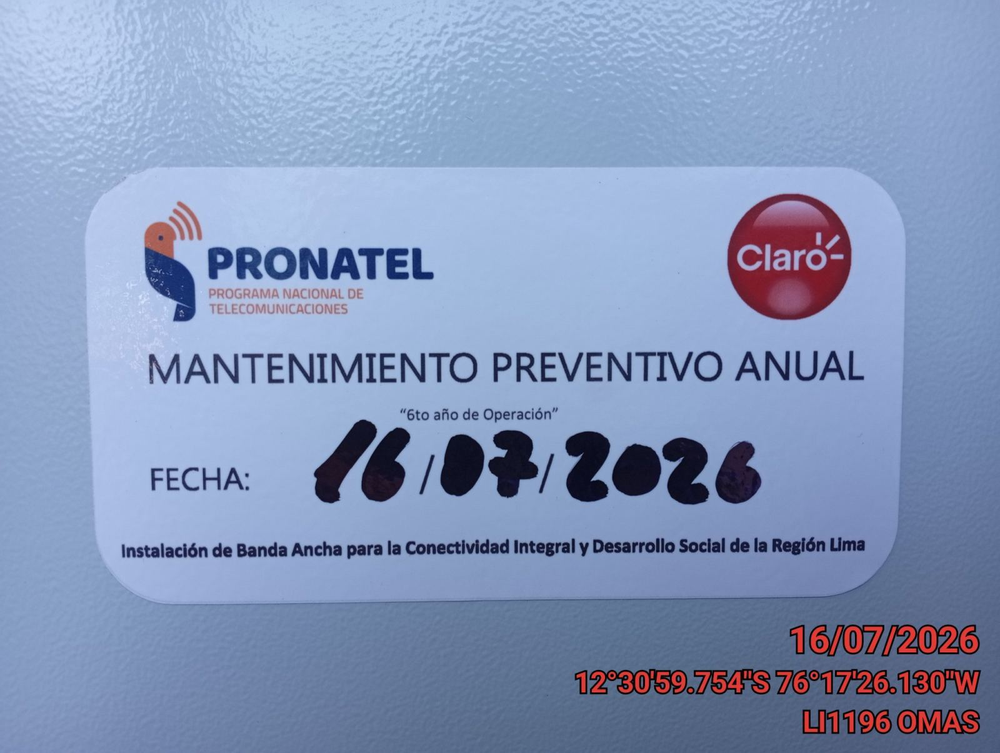 PRONATEL
PROGRAMA NACIONAL DE
TELECOMUNICACIONES
Claro
MANTENIMIENTO PREVENTIVO ANUAL
“6to año de Operación”
FECHA: 16/07/2026
Instalación de Banda Ancha para la Conectividad Integral y Desarrollo Social de la Región Lima
16/07/2026
12°30'59.754"S 76°17'26.130"W
LI1196 OMAS